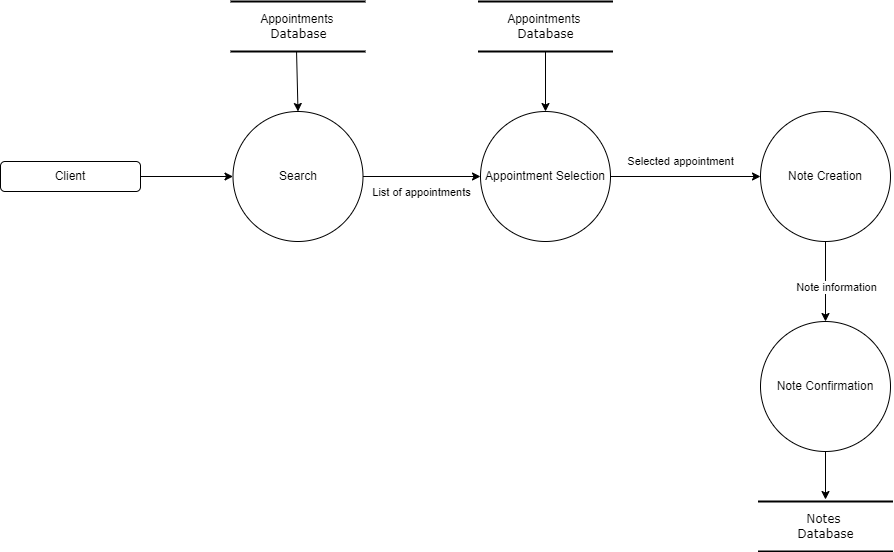 Appointments
Database
Appointments
Database
Client
Search
List of appointments
Appointment Selection
Selected appointment
Note Creation
Note information
Note Confirmation
Notes
Database